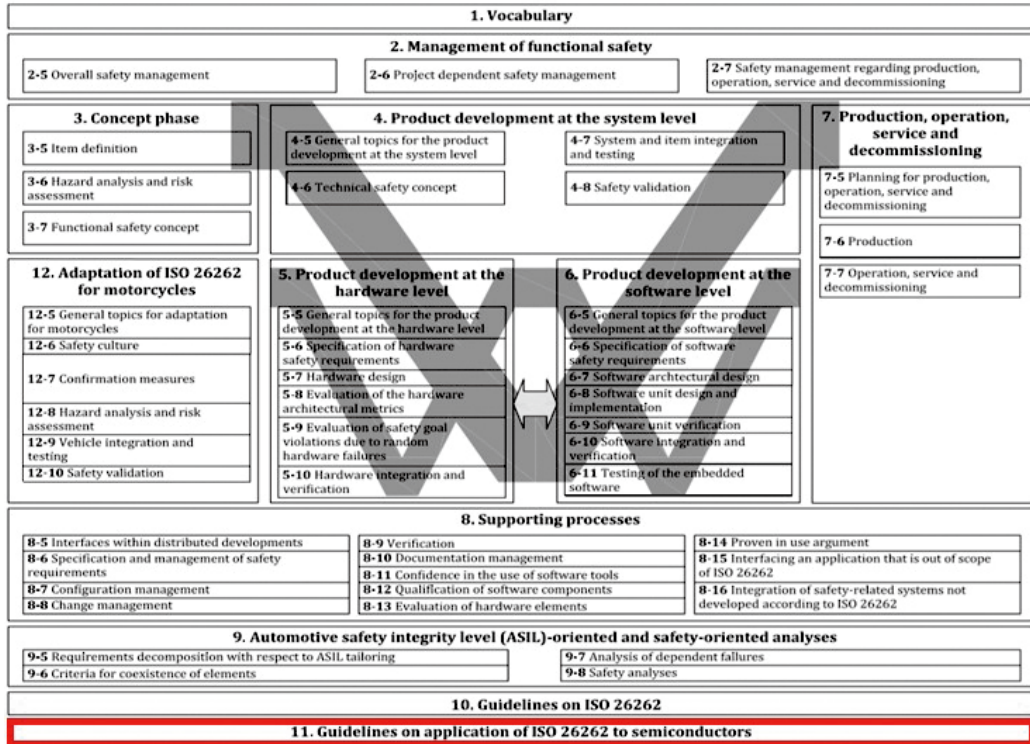 1. Vocabulary
2. Management of functional safety
2-5 Overall safety management
2-6 Project dependent safety management
2-7 Safety management regarding production,
operation, service and decommissioning
3. Concept phase
3-5 Item definition
3-6 Hazard analysis and risk
assessment
3-7 Functional safety concept
4. Product development at the system level
4-5 General topics for the product
development at the system level
4-6 Technical safety concept
4-7 System and item integration
and testing
4-8 Safety validation
7. Production, operation,
service and
decommissioning
7-5 Planning for production,
operation, service and
decommissioning
7-6 Production
7-7 Operation, service and
decommissioning
12. Adaptation of ISO 26262
for motorcycles
12-5 General topics for adaptation
for motorcycles
12-6 Safety culture
12-7 Confirmation measures
12-8 Hazard analysis and risk
assessment
12-9 Vehicle integration and
testing
12-10 Safety validation
5. Product development at the
hardware level
5-5 General topics for the product
development at the hardware level
5-6 Specification of hardware
safety requirements
5-7 Hardware design
5-8 Evaluation of the hardware
architectural metrics
5-9 Evaluation of safety goal
violations due to random
hardware failures
5-10 Hardware integration and
verification
6. Product development at the
software level
6-5 General topics for the product
development at the software level
6-6 Specification of software
safety requirements
6-7 Software archtectural design
6-8 Software unit design and
implementation
6-9 Software unit verification
6-10 Software integration and
verification
6-11 Testing of the embedded
software
8. Supporting processes
8-5 Interfaces within distributed developments
8-6 Specification and management of safety
requirements
8-7 Configuration management
8-8 Change management
8-9 Verification
8-10 Documentation management
8-11 Confidence in the use of software tools
8-12 Qualification of software components
8-13 Evaluation of hardware elements
8-14 Proven in use argument
8-15 Interfacing an application that is out of scope
of ISO 26262
8-16 Integration of safety-related systems not
developed according to ISO 26262
9. Automotive safety integrity level (ASIL)-oriented and safety-oriented analyses
9-5 Requirements decomposition with respect to ASIL tailoring
9-6 Criteria for coexistence of elements
9-7 Analysis of dependent failures
9-8 Safety analyses
10. Guidelines on ISO 26262
11. Guidelines on application of ISO 26262 to semiconductors